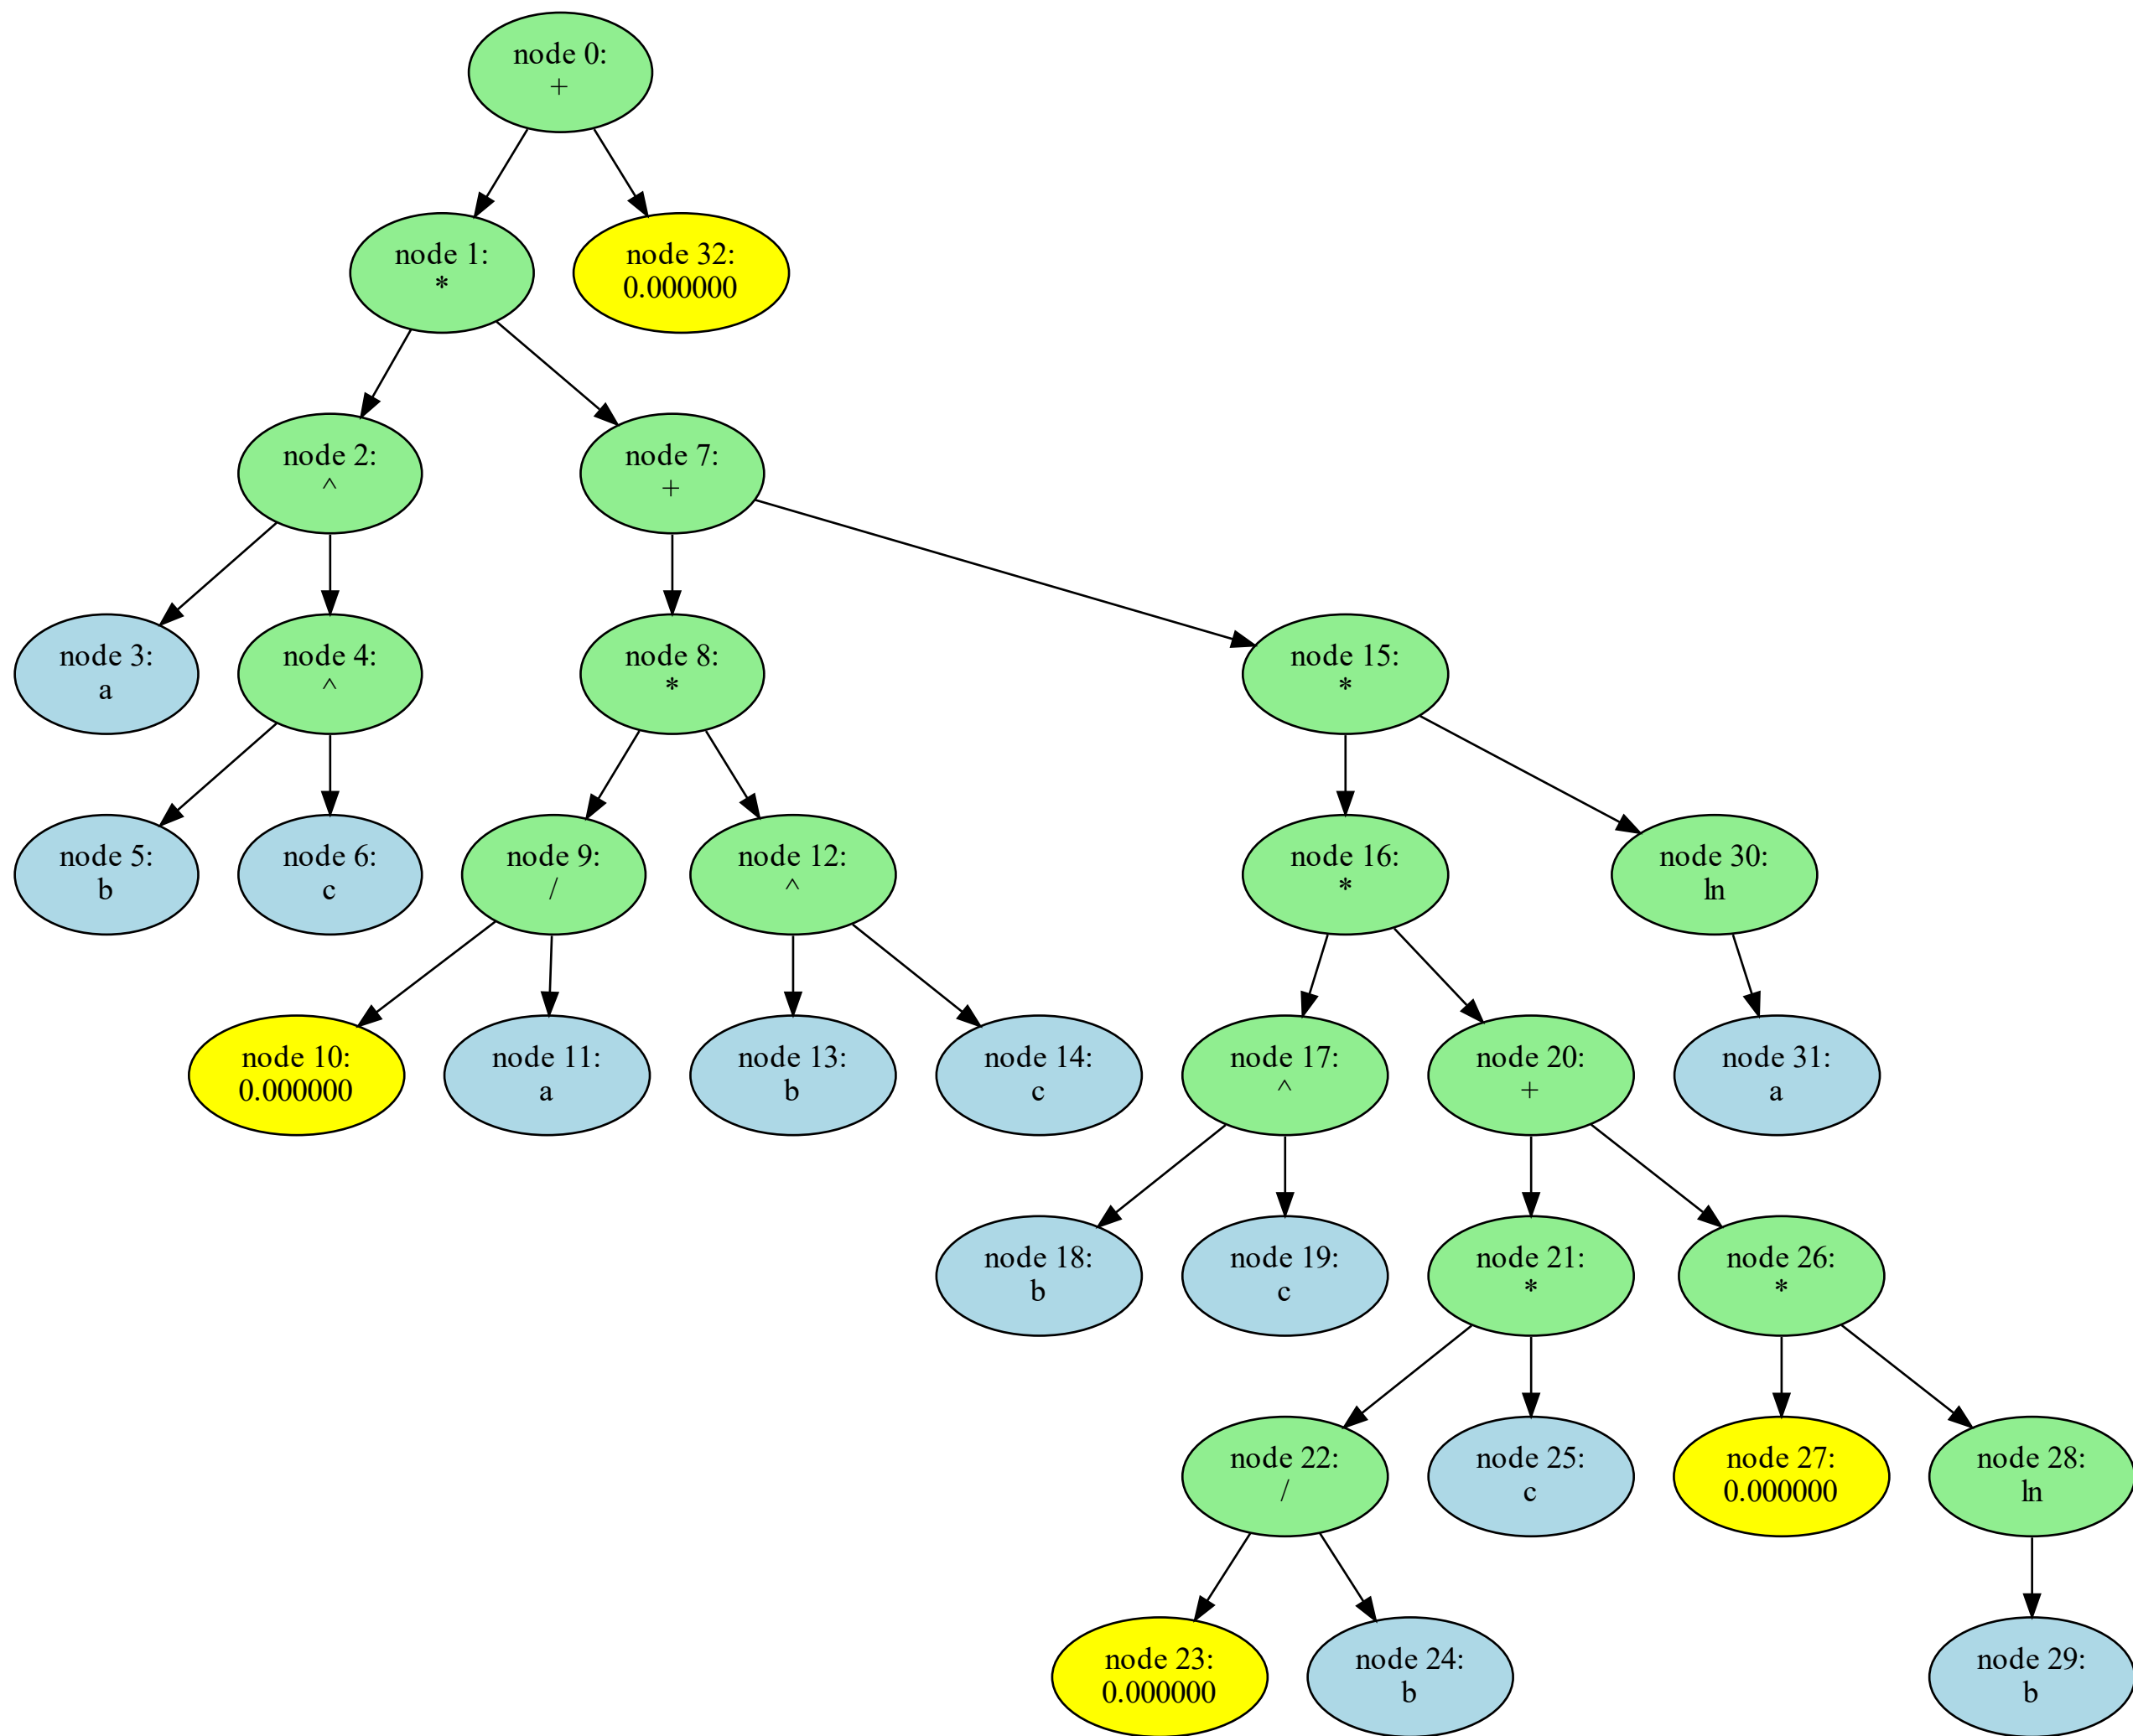 node 0:
+
node 1:
*
node 32:
0.000000
node 2:
^
node 7:
+
node 3:
a
node 4:
^
node 8:
*
node 15:
*
node 5:
b
node 6:
c
node 9:
/
node 12:
^
node 16:
*
node 30:
ln
node 10:
0.000000
node 11:
a
node 13:
b
node 14:
c
node 17:
^
node 20:
+
node 31:
a
node 18:
b
node 19:
c
node 21:
*
node 26:
*
node 22:
/
node 25:
c
node 27:
0.000000
node 28:
ln
node 23:
0.000000
node 24:
b
node 29:
b